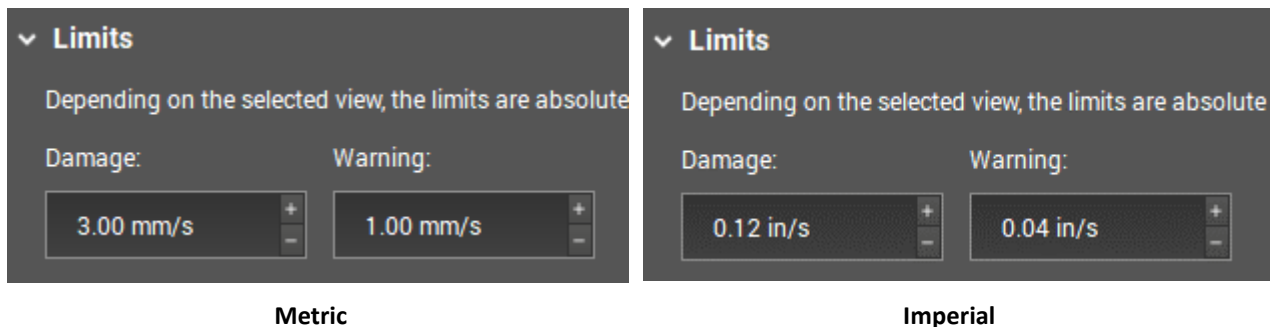 Limits
Depending on the selected view, the limits are absolute
Damage: Warning:
3.00 mm/s + - 1.00 mm/s + -
Metric
Limits
Depending on the selected view, the limits are absolute
Damage: Warning:
0.12 in/s + - 0.04 in/s + -
Imperial